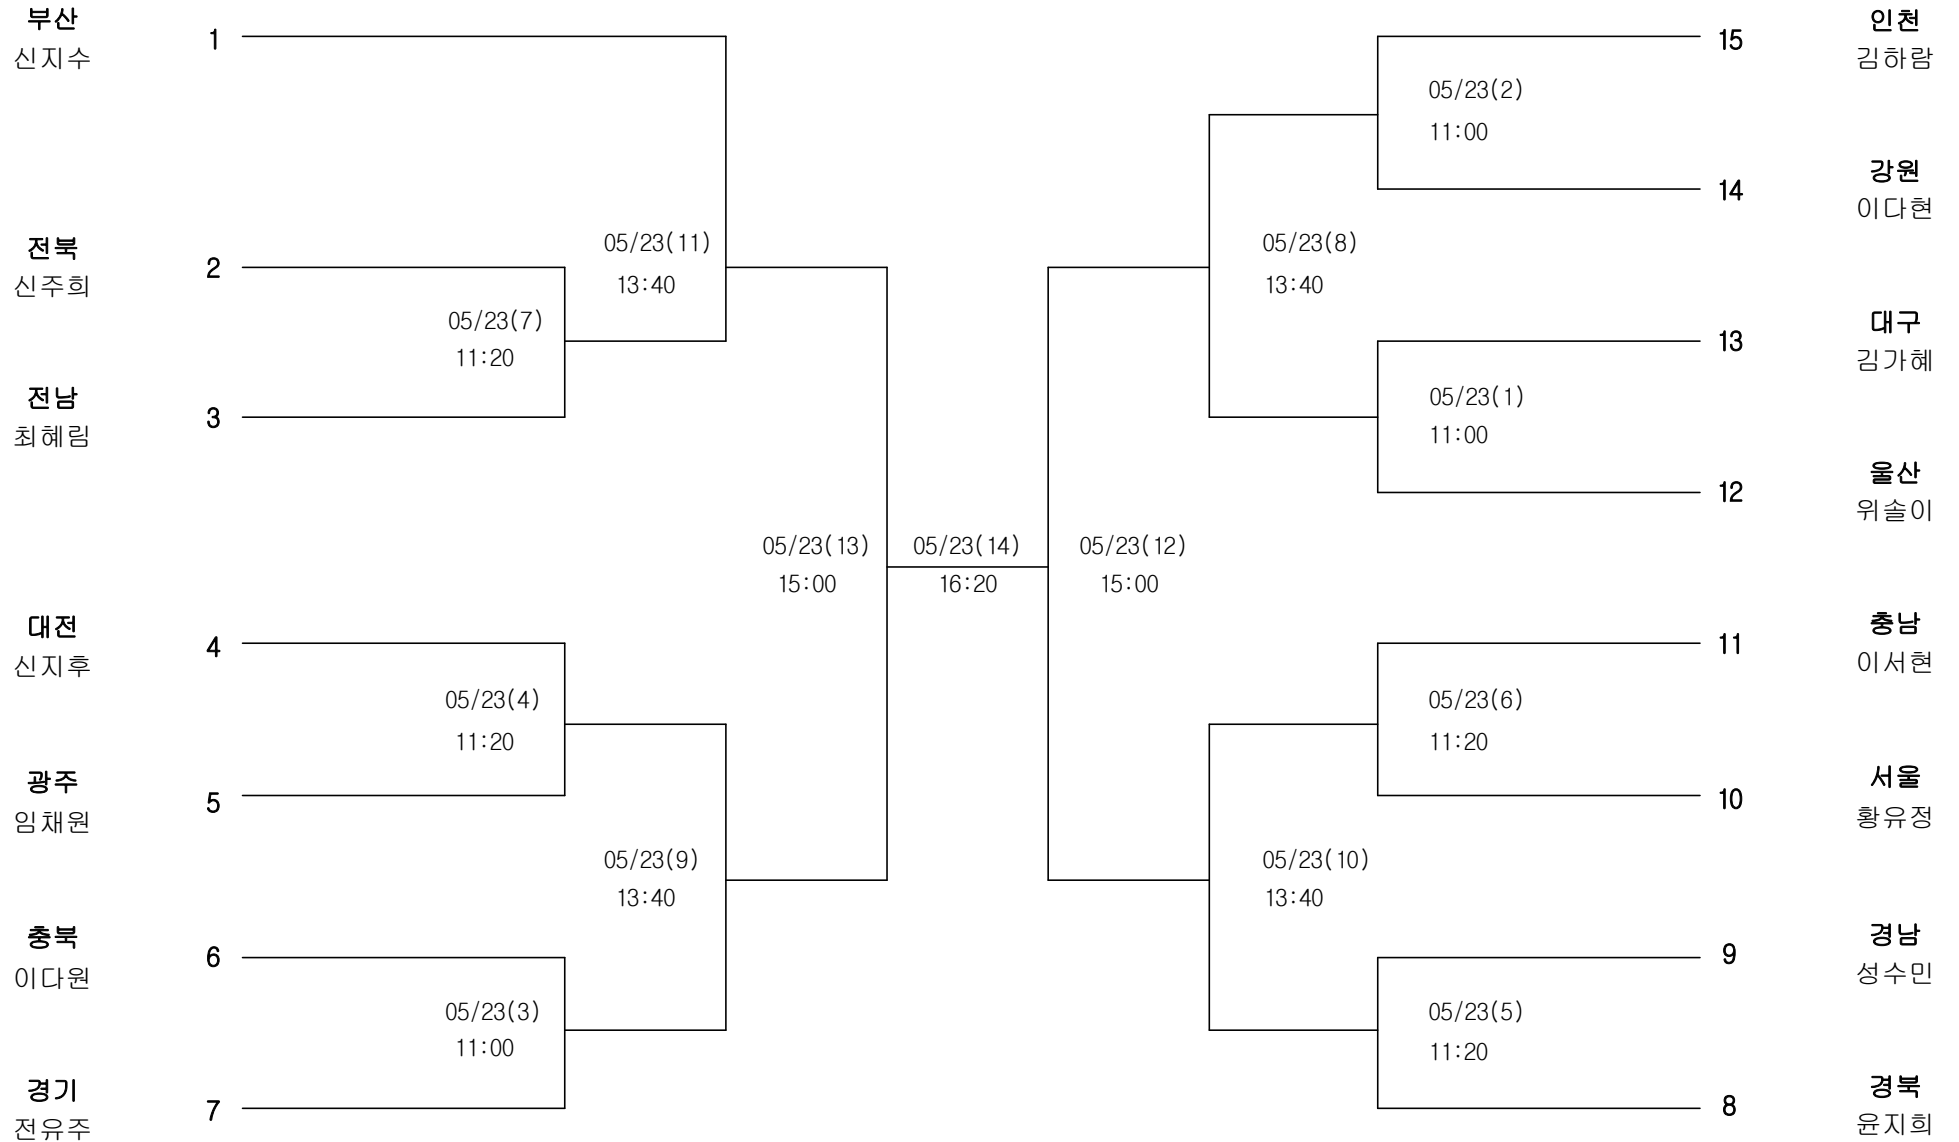 부산
신지수
1
전북
신주희
2
05/23(11)
13:40
05/23(7)
11:20
전남
최혜림
3
05/23(13)
15:00
05/23(14)
16:20
대전
신지후
4
05/23(4)
11:20
광주
임채원
5
05/23(9)
13:40
충북
이다원
6
05/23(3)
11:00
경기
전유주
7
15
인천
김하람
05/23(2)
11:00
14
강원
이다현
05/23(8)
13:40
13
대구
김가혜
05/23(1)
11:00
12
울산
위솔이
05/23(12)
15:00
11
충남
이서현
05/23(6)
11:20
10
서울
황유정
05/23(10)
13:40
9
경남
성수민
05/23(5)
11:20
8
경북
윤지희